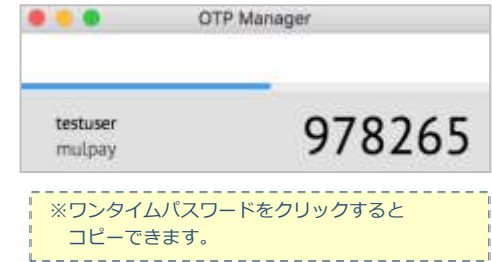 OTP Manager
testuser
978265
mulpay
※ワンタイムパスワードをクリックすると
コピーできます。